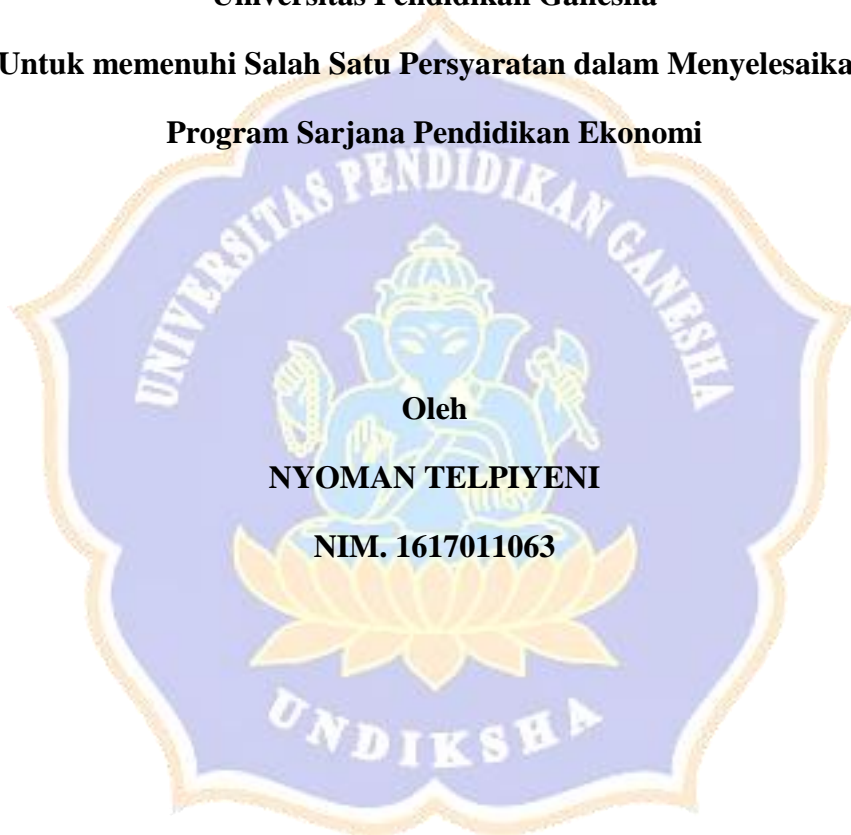 Universitas Pendidikan Ganesha
Untuk memenuhi Salah Satu Persyaratan dalam Menyelesaika
Program Sarjana Pendidikan Ekonomi
UNIVERSITAS PENDIDIKAN GANESHA
Oleh
NYOMAN TELPIYENI
NIM. 1617011063
UNDIKSHA